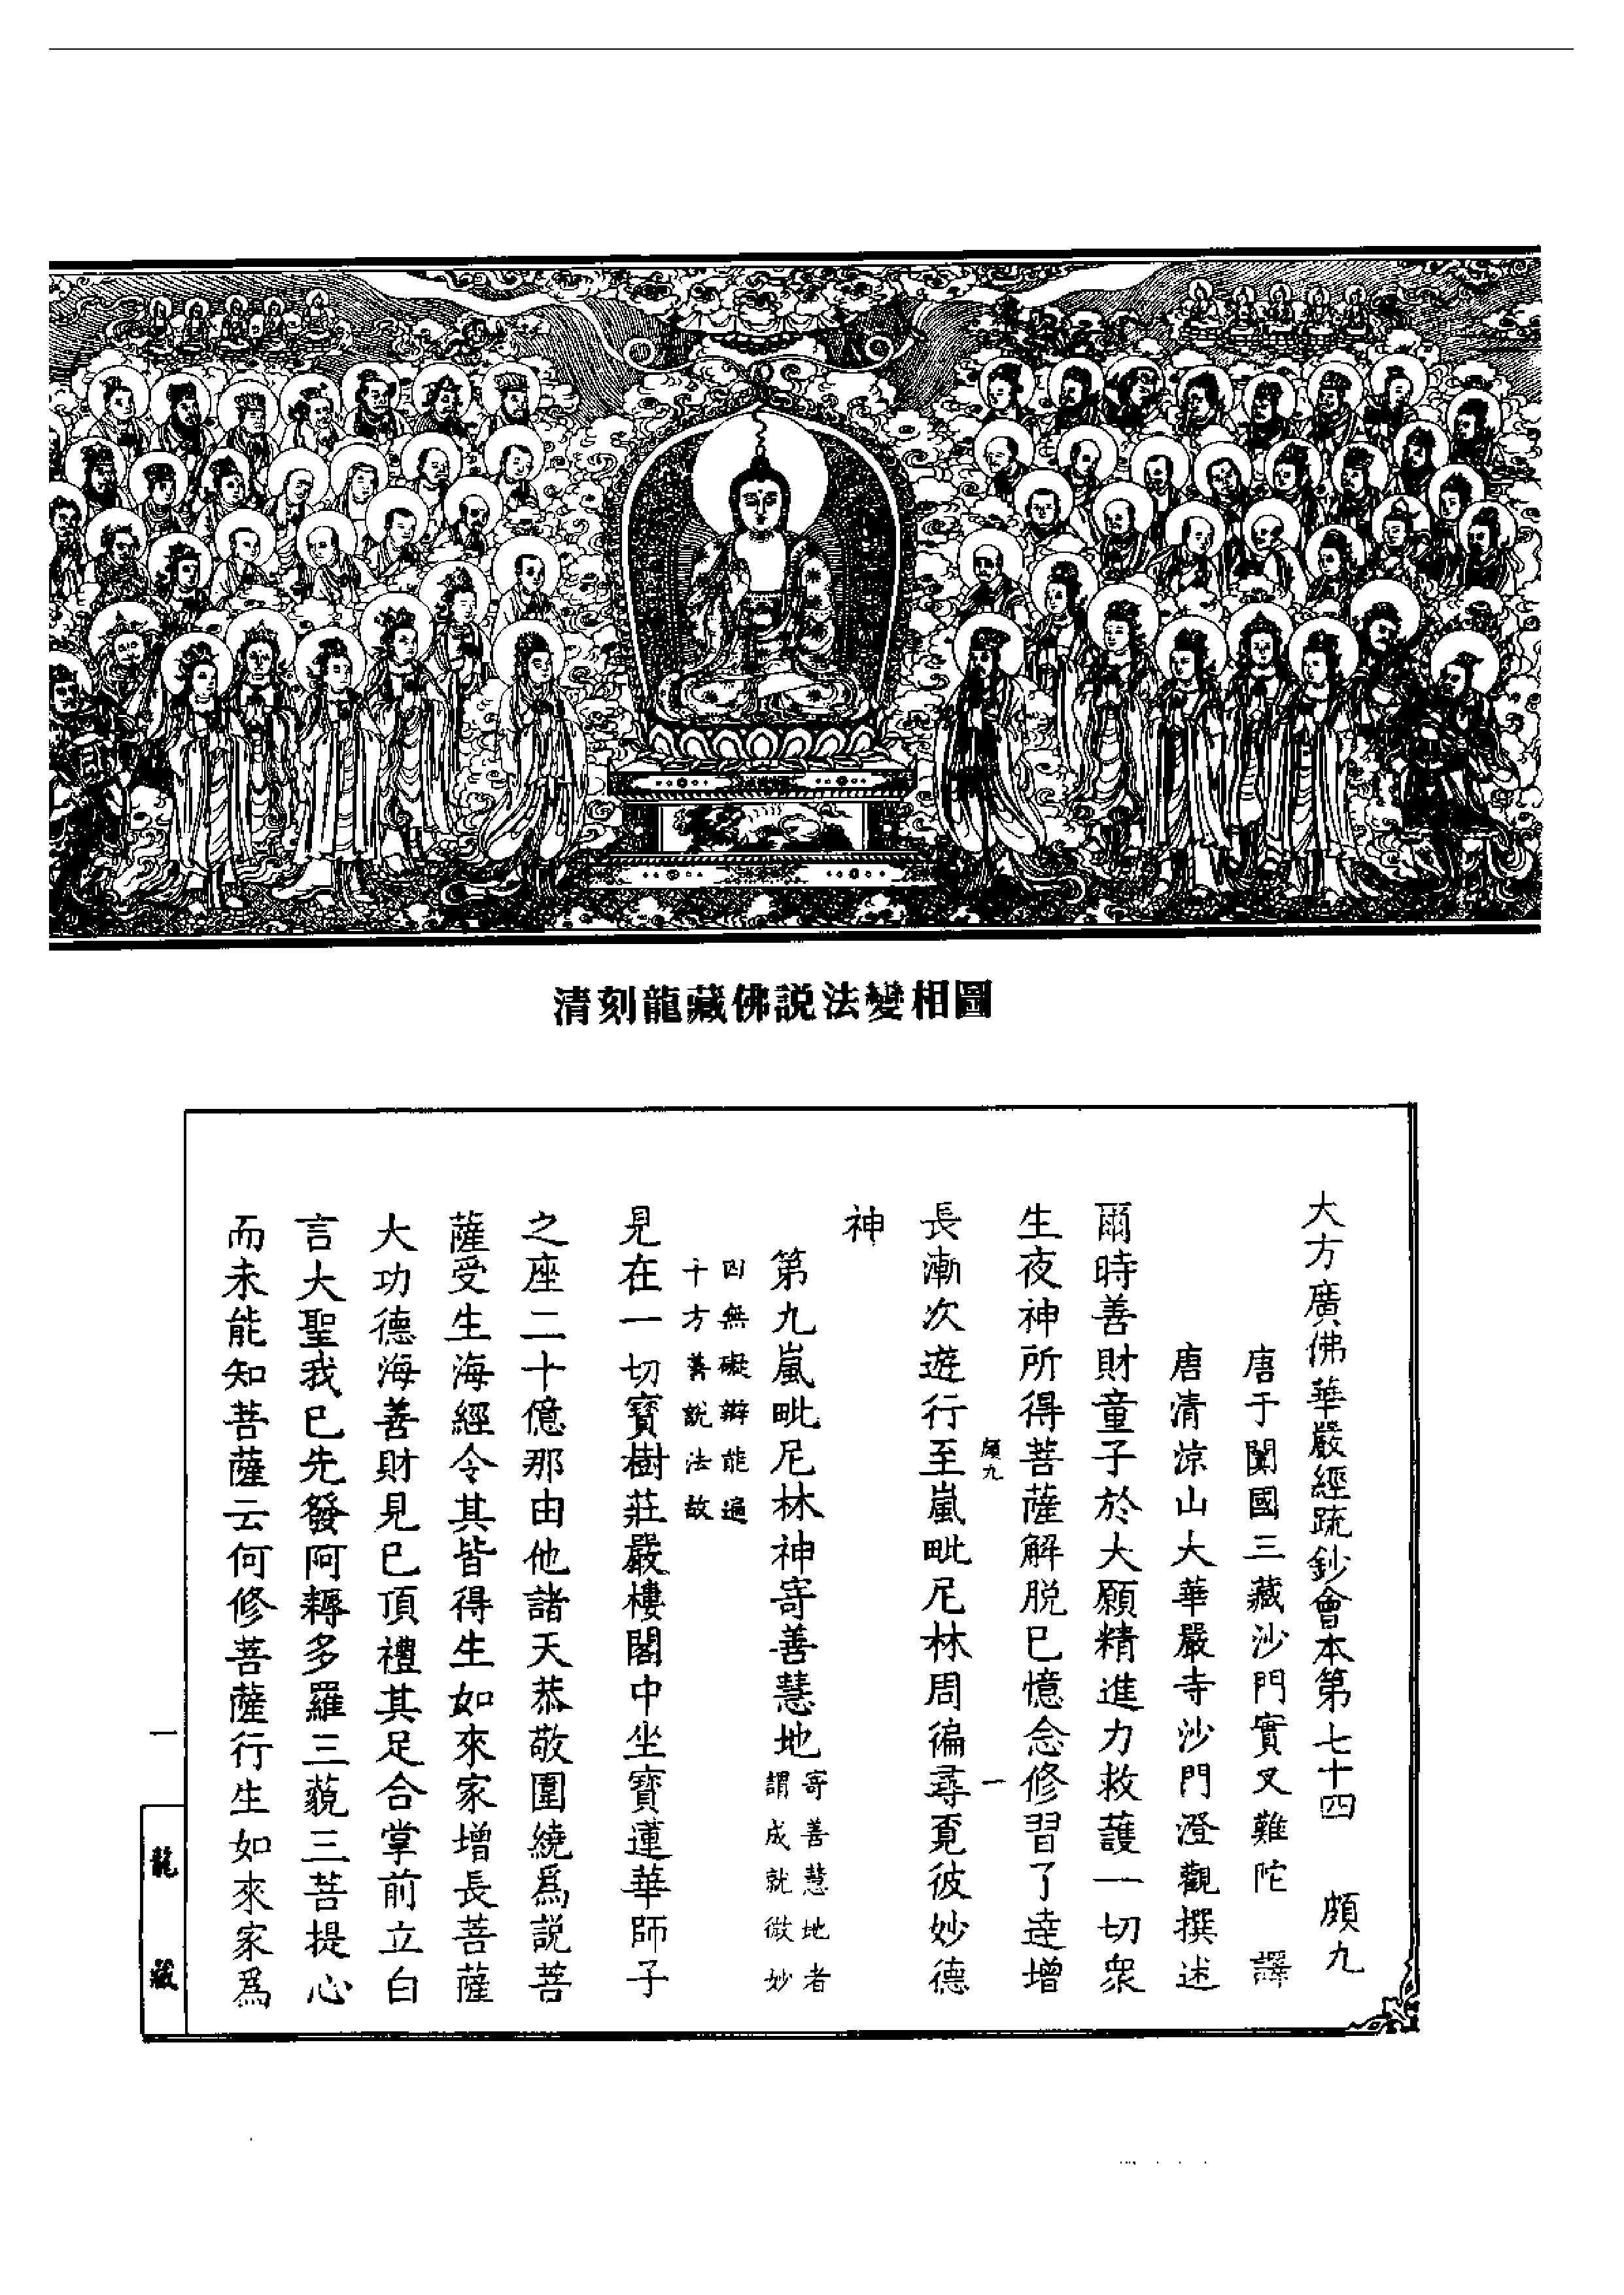 清刻龍藏佛説法變相圖
大方廣佛華嚴經疏鈔會本第七十四 頗九
唐于闐國三藏沙門實叉難陀 譯
唐清涼山大華嚴寺沙門澄觀撰述
爾時善財童子於大願精進力救護一切衆
生夜神所得菩薩解脱已憶念修習了達增
頗九 一
長漸次遊行至嵐毗尼林周徧尋覓彼妙德
神
第九嵐毗尼林神寄善慧地
寄善慧地者
謂成就微妙
四無礙辯能遍
十方善説法故
見在一切寶樹莊嚴樓閣中坐寶蓮華師子
之座二十億那由他諸天恭敬圍繞爲説菩
薩受生海經令其皆得生如來家增長菩薩
大功德海善財見已頂禮其足合掌前立白
言大聖我已先發阿耨多羅三藐三菩提心
而未能知菩薩云何修菩薩行生如來家爲
一
龍藏